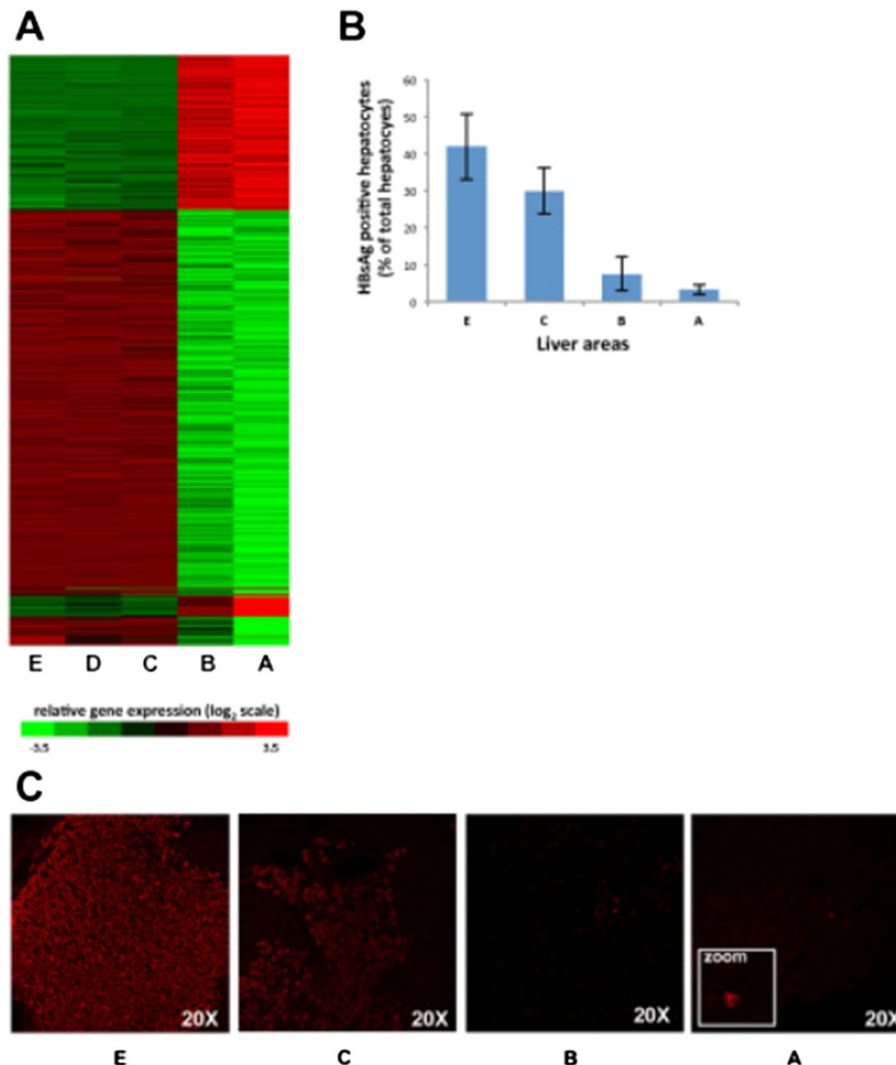 A
B
HBsAg positive hepatocytes
(% of total hepatocyes)
60
50
40
30
20
10
0
E C B A
Liver areas
E D C B A
relative gene expression (log2 scale)
-3.5 3.5
C
20X 20X 20X zoom 20X
E C B A